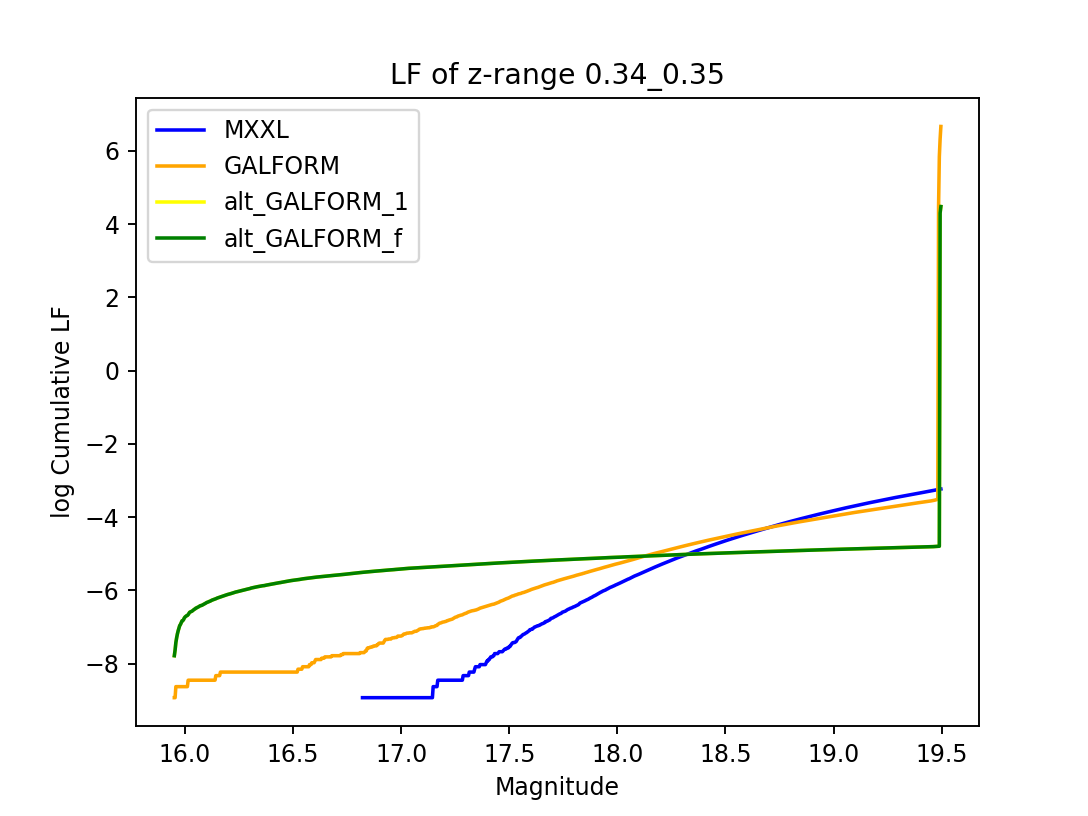 LF of z-range 0.34_0.35
MXXL
GALFORM
alt_GALFORM_1
alt_GALFORM_f
6
4
2
0
−2
−4
−6
−8
log Cumulative LF
16.0 16.5 17.0 17.5 18.0 18.5 19.0 19.5
Magnitude